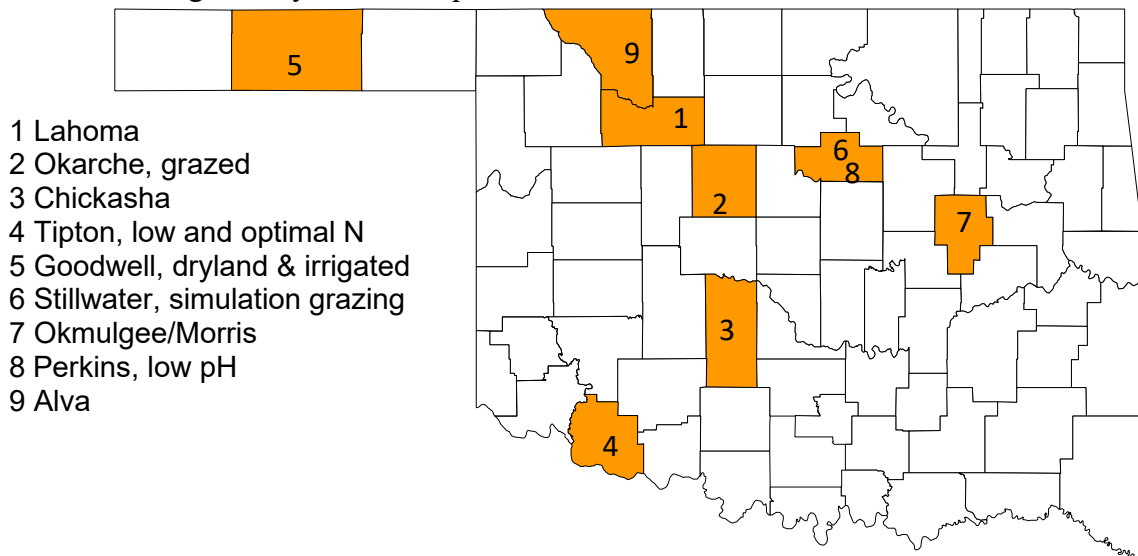 5
9
1
6
8
2
7
3
4
1 Lahoma
2 Okarche, grazed
3 Chickasha
4 Tipton, low and optimal N
5 Goodwell, dryland & irrigated
6 Stillwater, simulation grazing
7 Okmulgee/Morris
8 Perkins, low pH
9 Alva